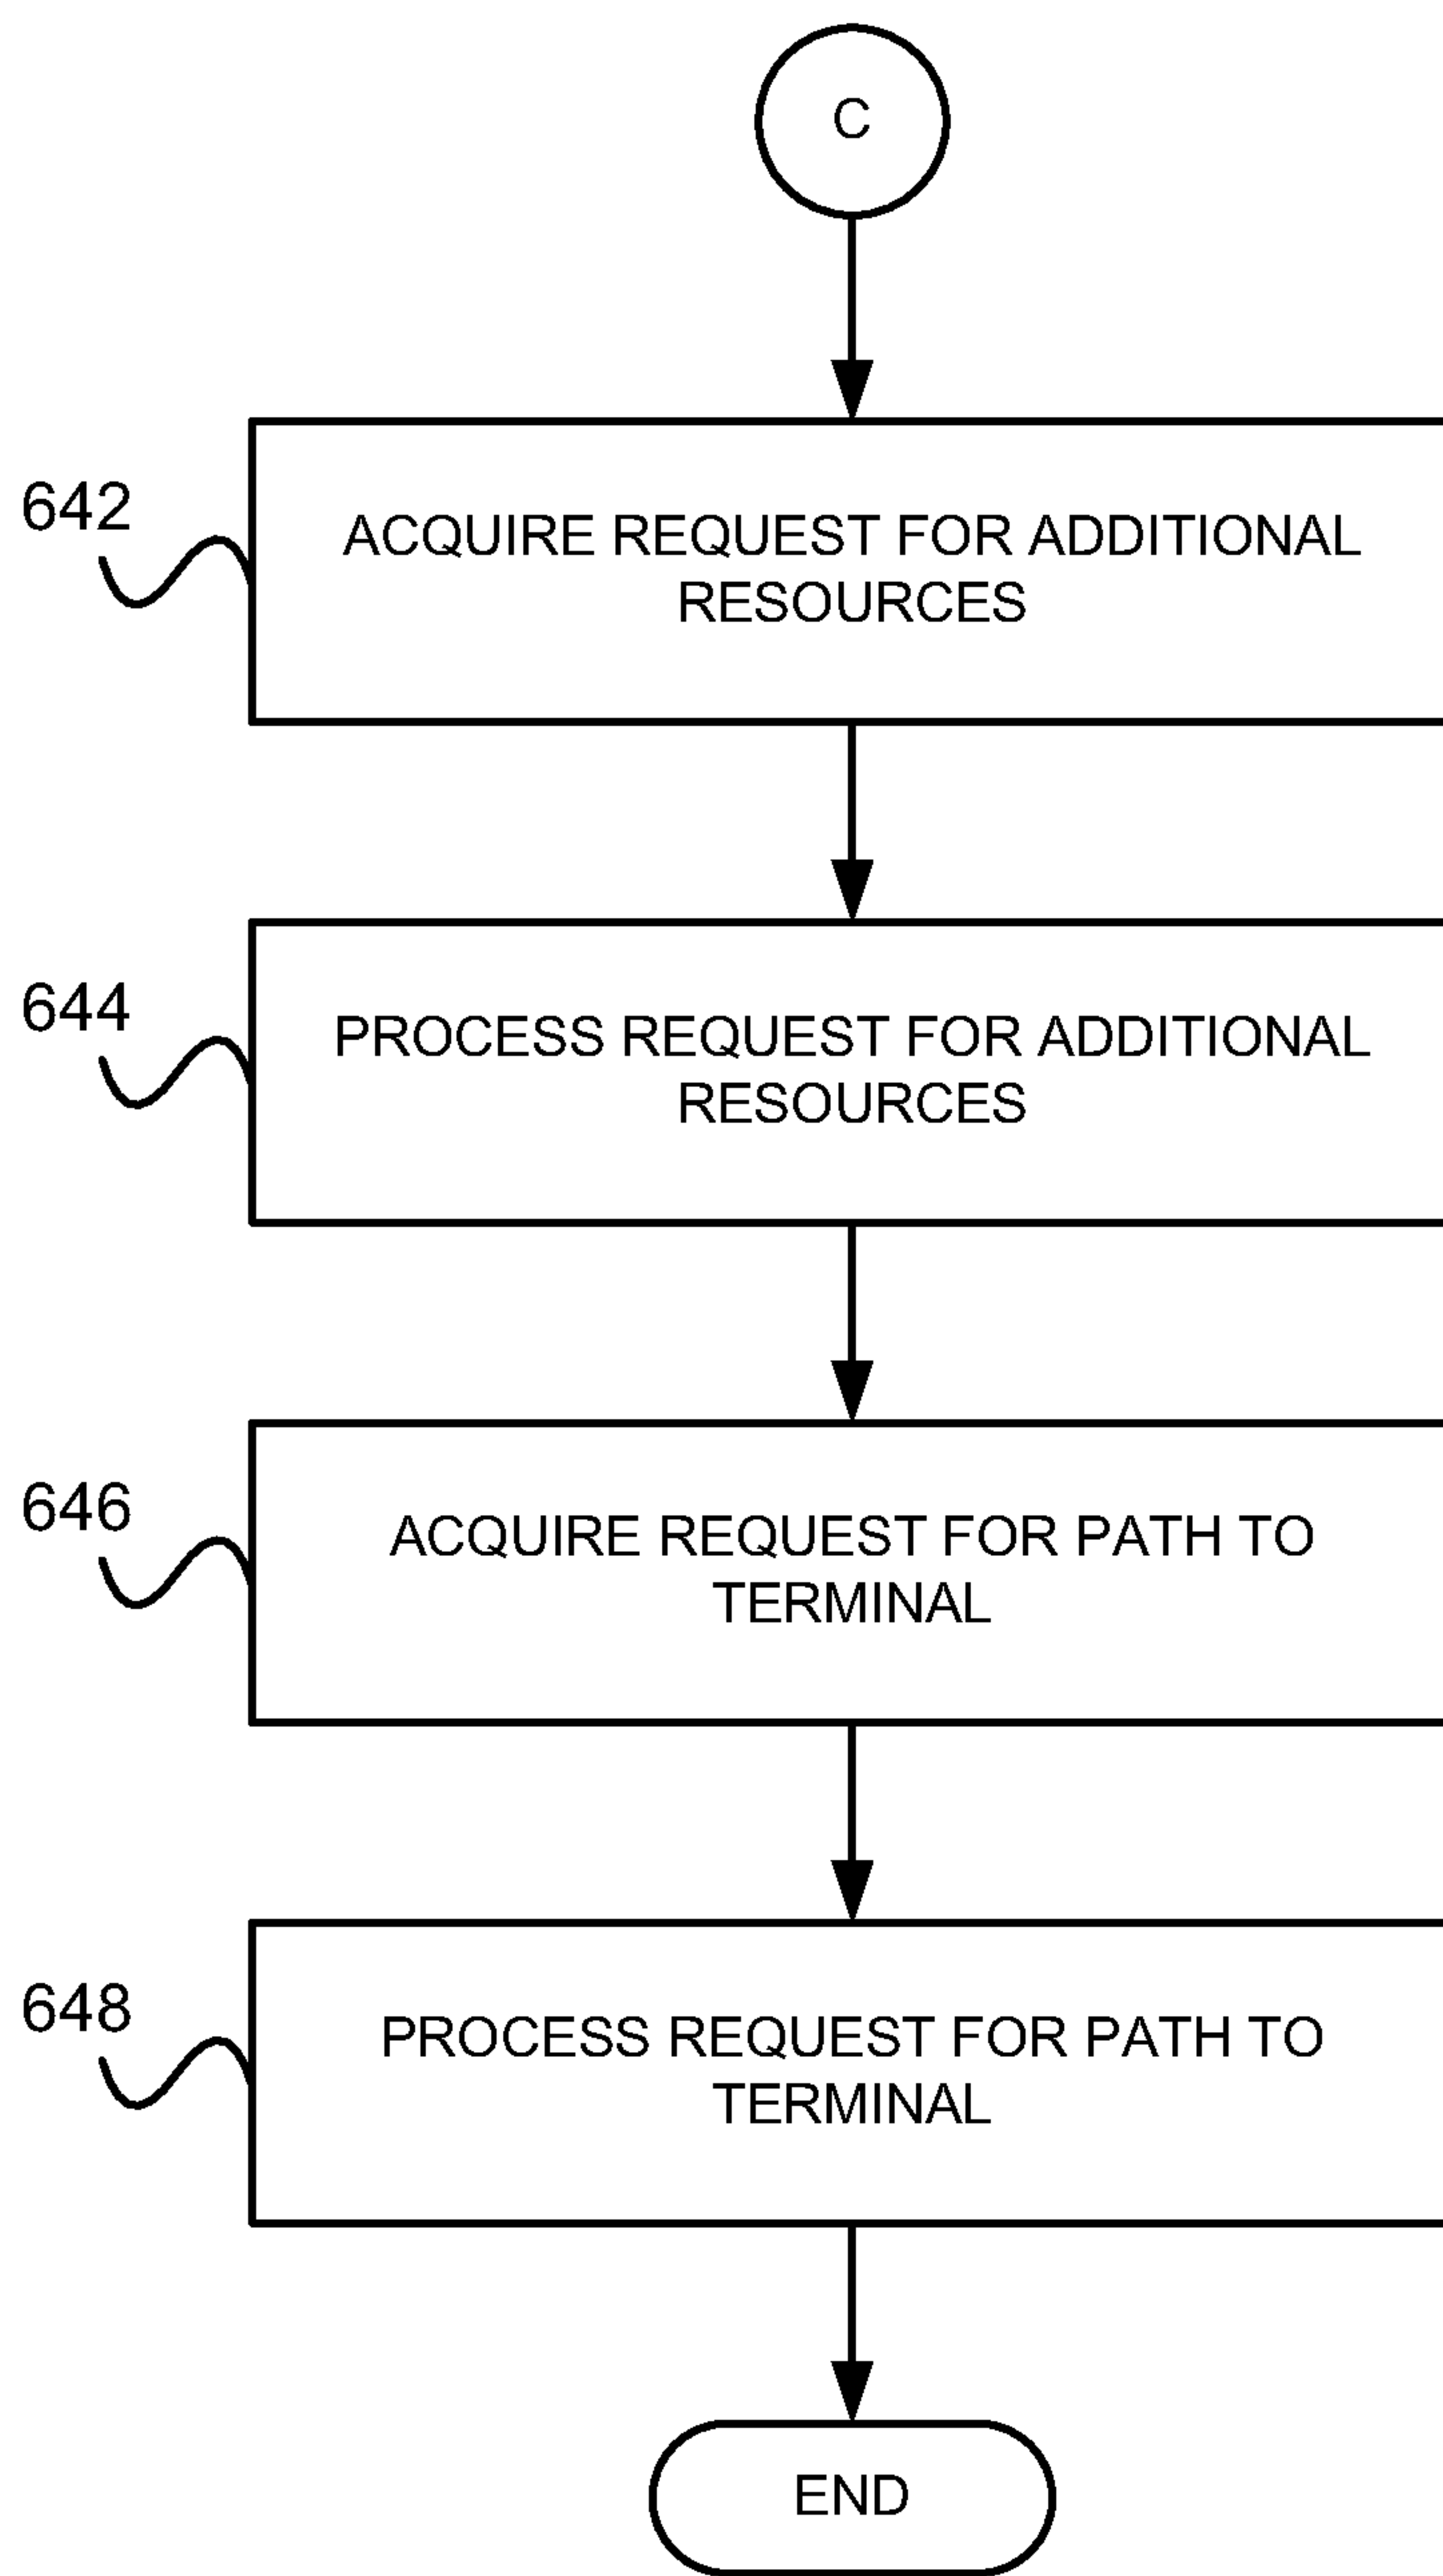 C
642
ACQUIRE REQUEST FOR ADDITIONAL
RESOURCES
644
PROCESS REQUEST FOR ADDITIONAL
RESOURCES
646
ACQUIRE REQUEST FOR PATH TO
TERMINAL
648
PROCESS REQUEST FOR PATH TO
TERMINAL
END